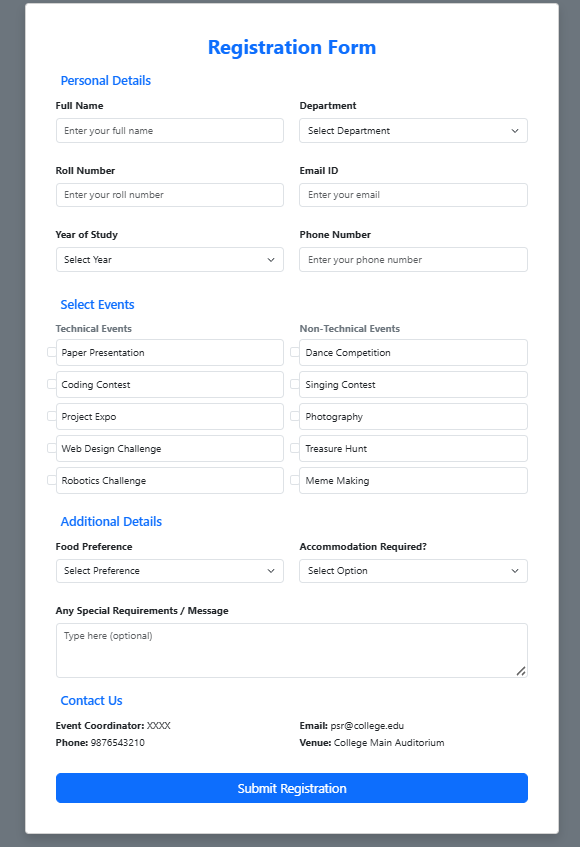 Registration Form
Personal Details
Full Name Department
Enter your full name Select Department
Roll Number Email ID
Enter your roll number Enter your email
Year of Study Phone Number
Select Year Enter your phone number
Select Events
Technical Events Non-Technical Events
Paper Presentation Dance Competition
Coding Contest Singing Contest
Project Expo Photography
Web Design Challenge Treasure Hunt
Robotics Challenge Meme Making
Additional Details
Food Preference Accommodation Required?
Select Preference Select Option
Any Special Requirements / Message
Type here (optional)
Contact Us
Event Coordinator: XXXX Email: psr@college.edu
Phone: 9876543210 Venue: College Main Auditorium
Submit Registration